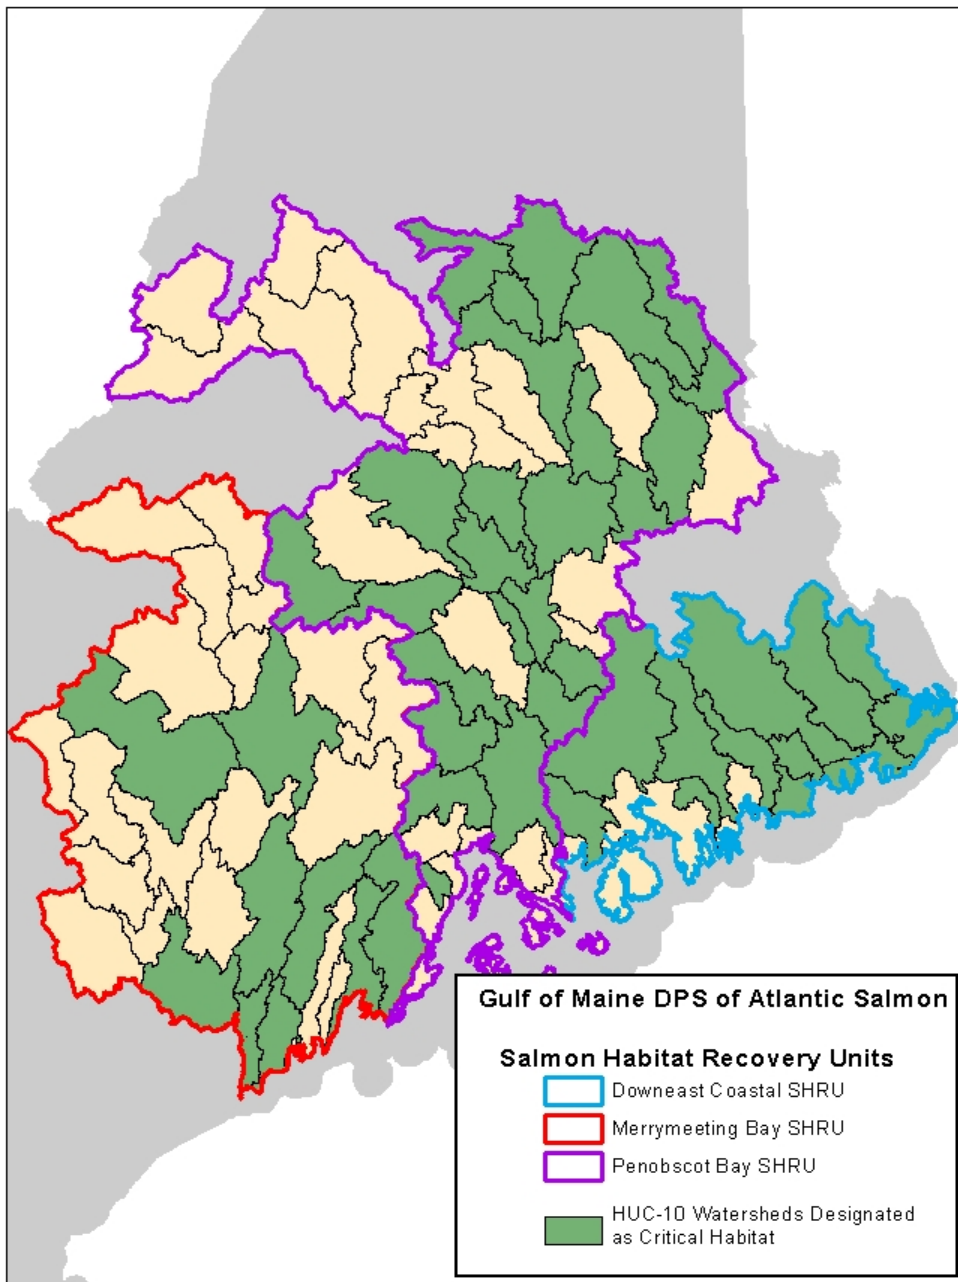 Gulf of Maine DPS of Atlantic Salmon
Salmon Habitat Recovery Units
Downeast Coastal SHRU
Merrymeeting Bay SHRU
Penobscot Bay SHRU
HUC-10 Watersheds Designated
as Critical Habitat